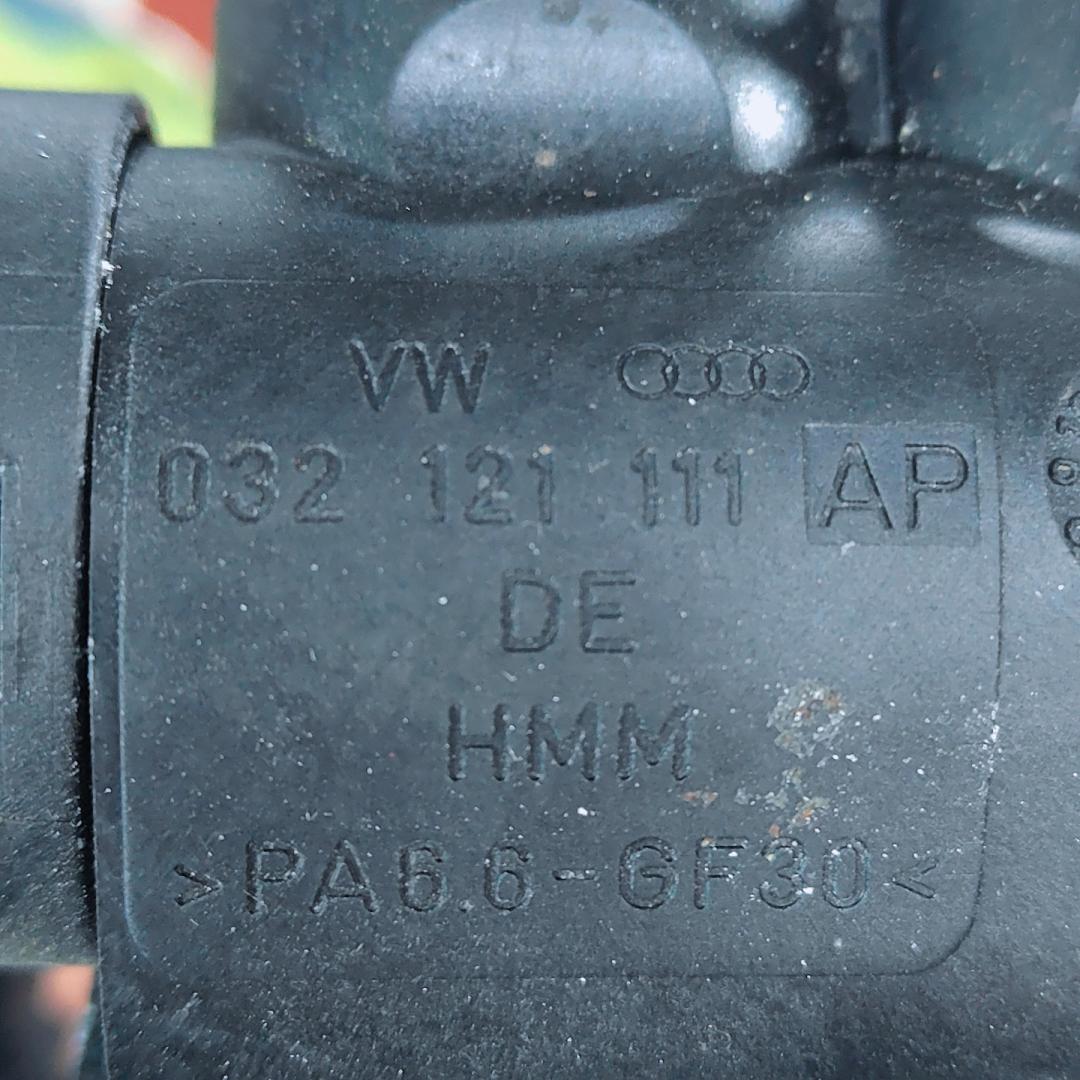 VW
032 121 111 AP
DE
HMM
>PA6.6-GF30<